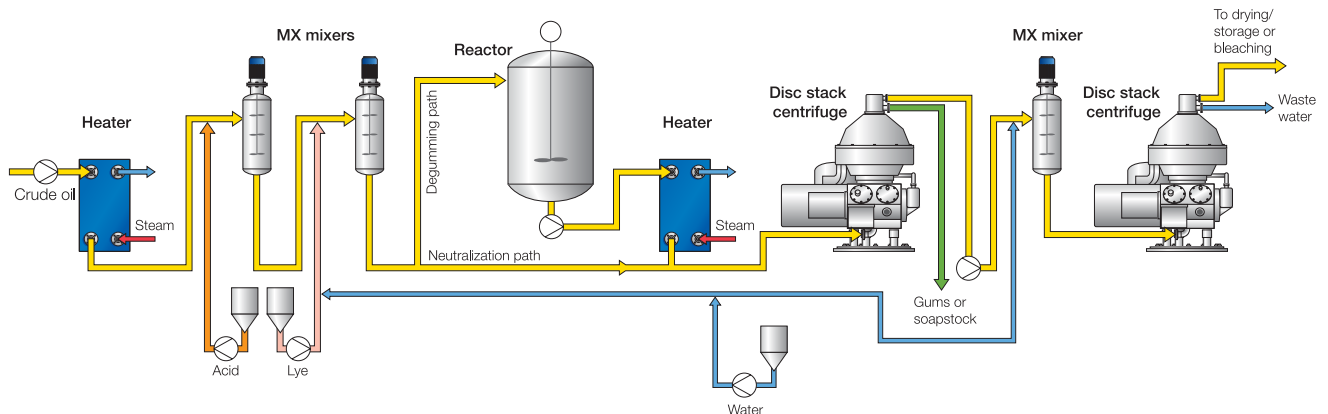 MX mixers
Reactor
MX mixer
To drying/
storage or
bleaching
Heater
Degumming path
Heater
Disc stack
centrifuge
Disc stack
centrifuge
Waste
water
Crude oil
Steam
Steam
Neutralization path
Gums or
soapstock
Acid
Lye
Water